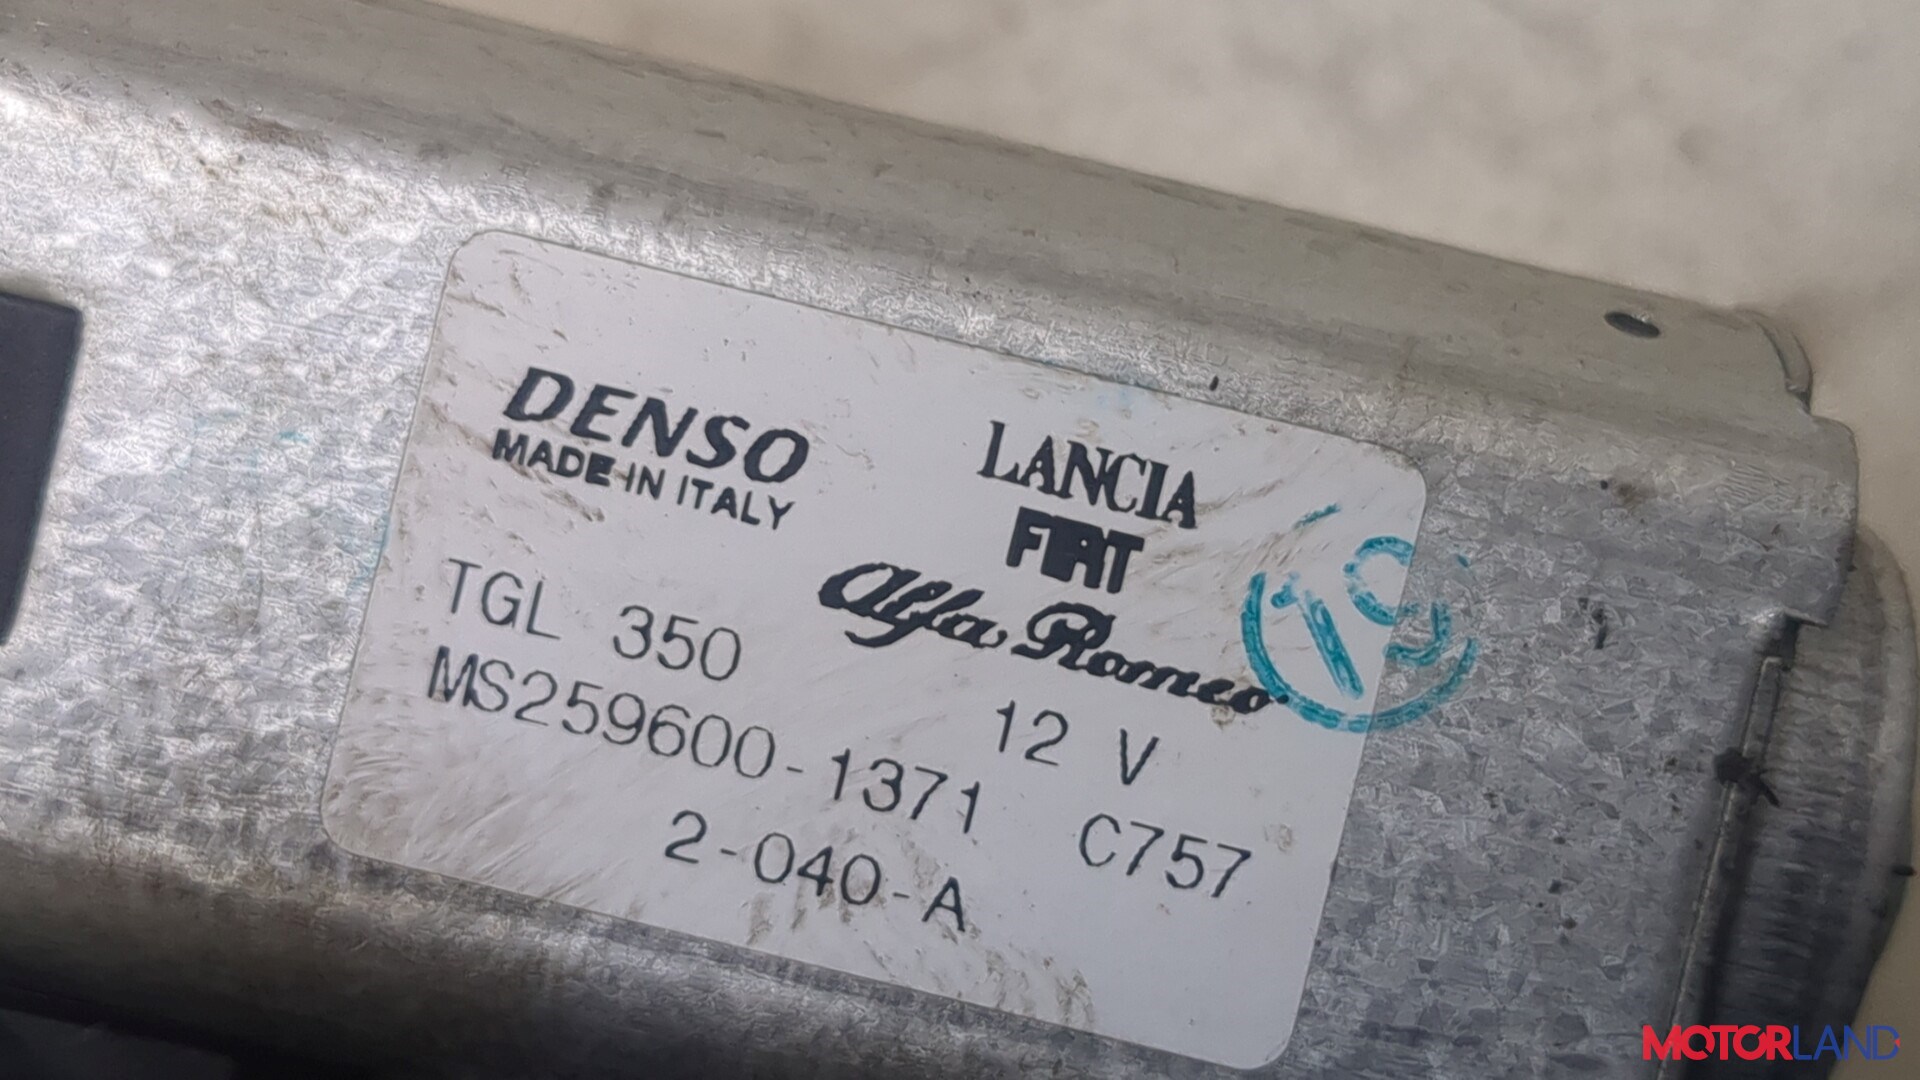 DENSO
MADE IN ITALY
LANCIA
FIAT
Alfa Romeo
TGL 350
12 V
MS259600-1371 C757
2-040-A
MOTORLAND